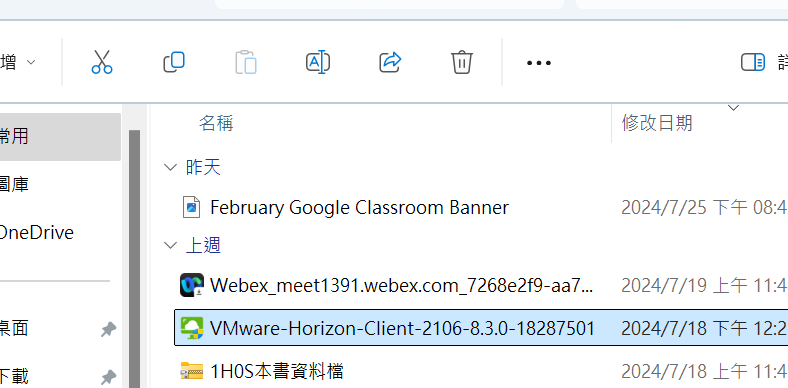 增
名稱
修改日期
常用
昨天
圖庫
February Google Classroom Banner
2024/7/25 下午 08:4
OneDrive
上週
Webex_meet1391.webex.com_7268e2f9-aa7...
2024/7/19 上午 11:4
桌面
VMware-Horizon-Client-2106-8.3.0-18287501
2024/7/18 下午 12:2
下載
1H0S本書資料檔
2024/7/18 上午 11:4